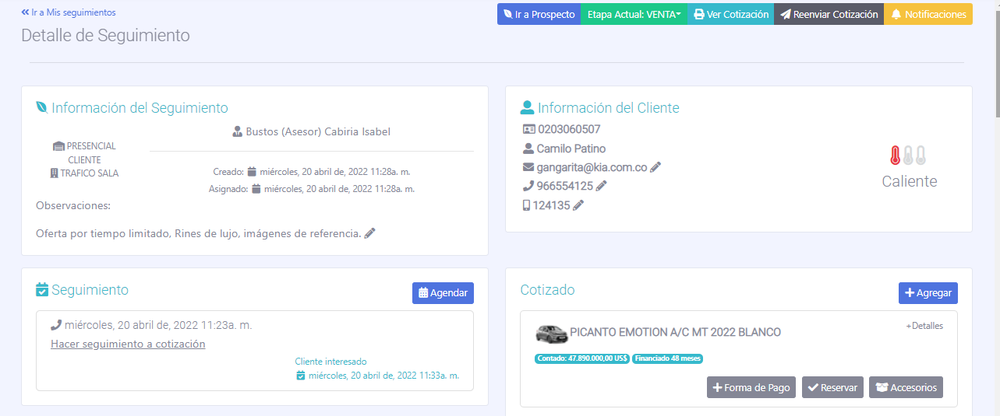 Ir a Mis seguimientos
Ir a Prospecto
Etapa Actual: VENTA
Ver Cotización
Reenviar Cotización
Notificaciones
Detalle de Seguimiento
Información del Seguimiento
Bustos (Asesor) Cabiria Isabel
PRESENCIAL
CLIENTE
TRAFICO SALA
Creado: miércoles, 20 abril de, 2022 11:28a. m.
Asignado: miércoles, 20 abril de, 2022 11:28a. m.
Observaciones:
Oferta por tiempo limitado, Rines de lujo, imágenes de referencia.
Información del Cliente
0203060507
Camilo Patino
gangarita@kia.com.co
966554125
124135
Caliente
Seguimiento
Agendar
miércoles, 20 abril de, 2022 11:23a. m.
Hacer seguimiento a cotización
Cliente interesado
miércoles, 20 abril de, 2022 11:33a. m.
Cotizado
Agregar
+Detalles
PICANTO EMOTION A/C MT 2022 BLANCO
Contado: 47.890.000,00 US$
Financiado 48 meses
Forma de Pago
Reservar
Accesorios